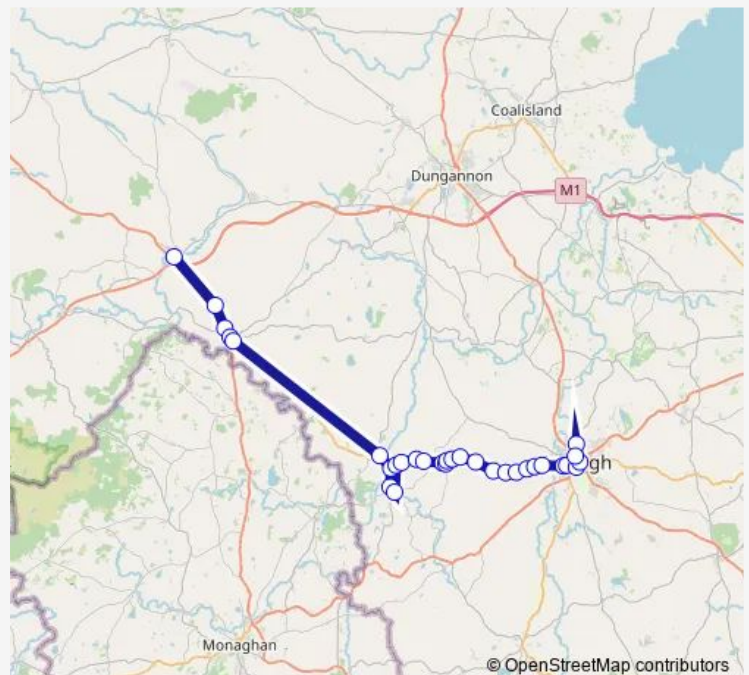 Coalisland
Dungannon
M1
gh
Monaghan
© OpenStreetMap contributors